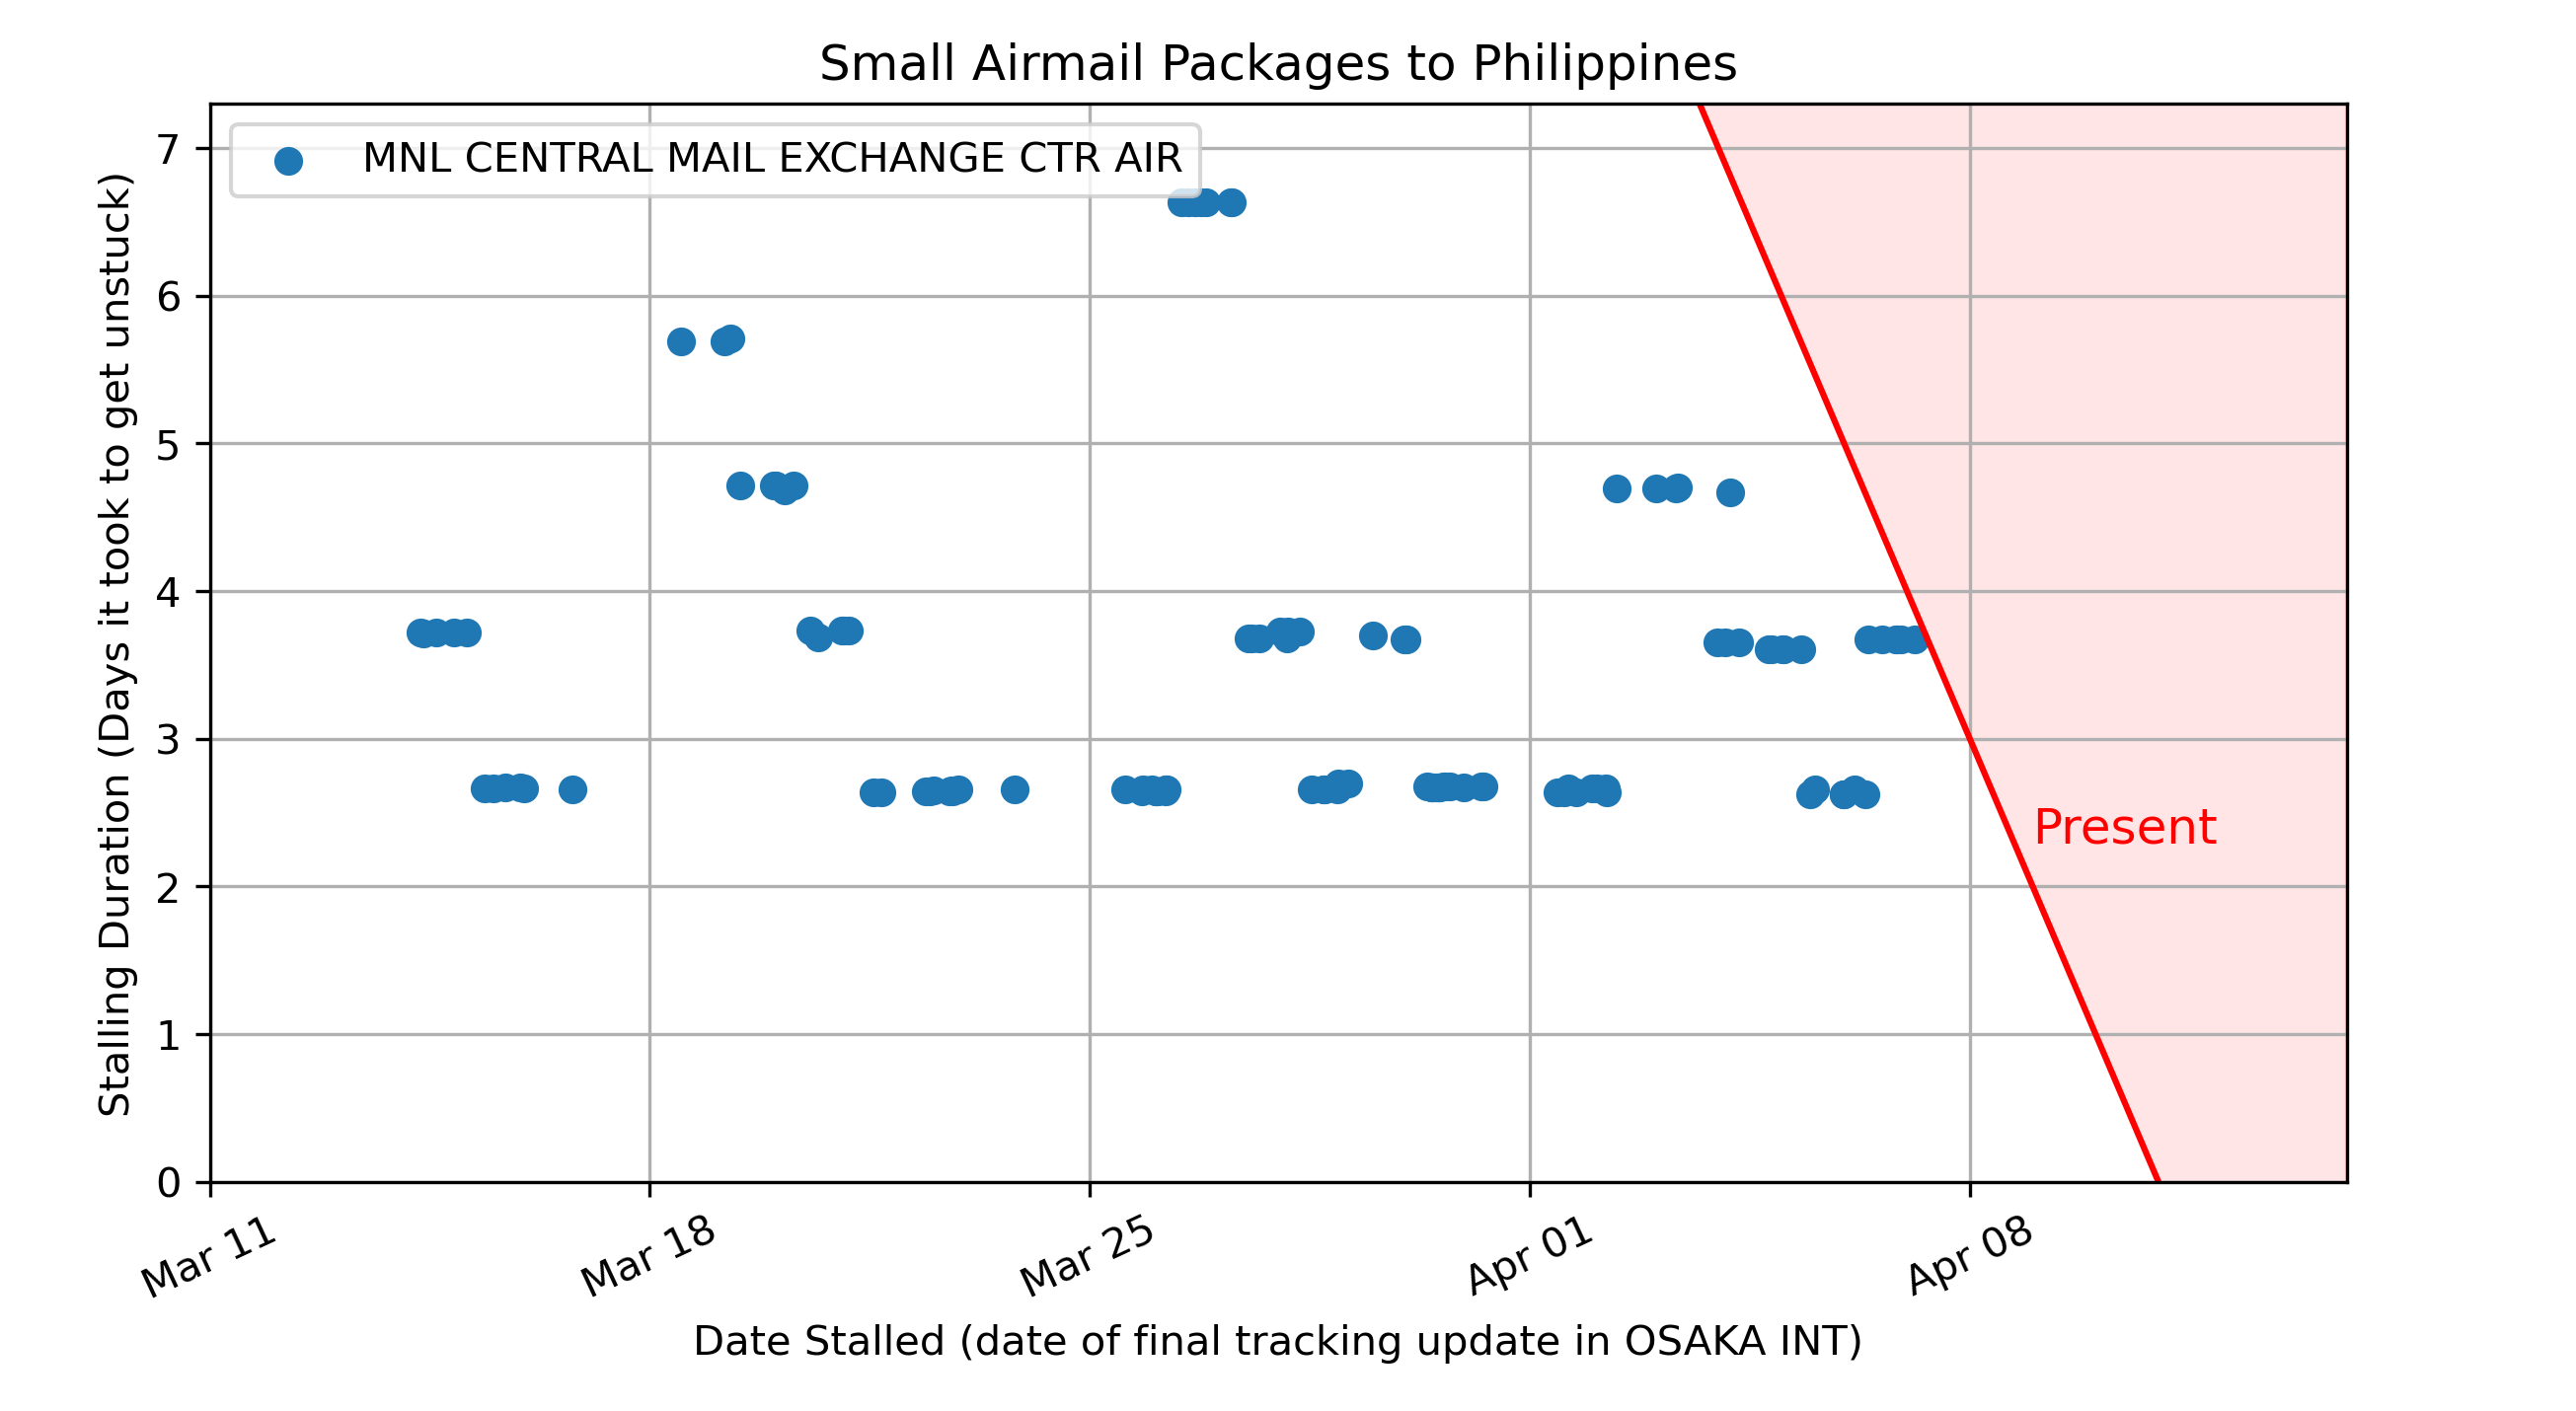 Small Airmail Packages to Philippines
MNL CENTRAL MAIL EXCHANGE CTR AIR
Stalling Duration (Days it took to get unstuck)
7
6
5
4
3
2
1
0
Present
Mar 11
Mar 18
Mar 25
Apr 01
Apr 08
Date Stalled (date of final tracking update in OSAKA INT)